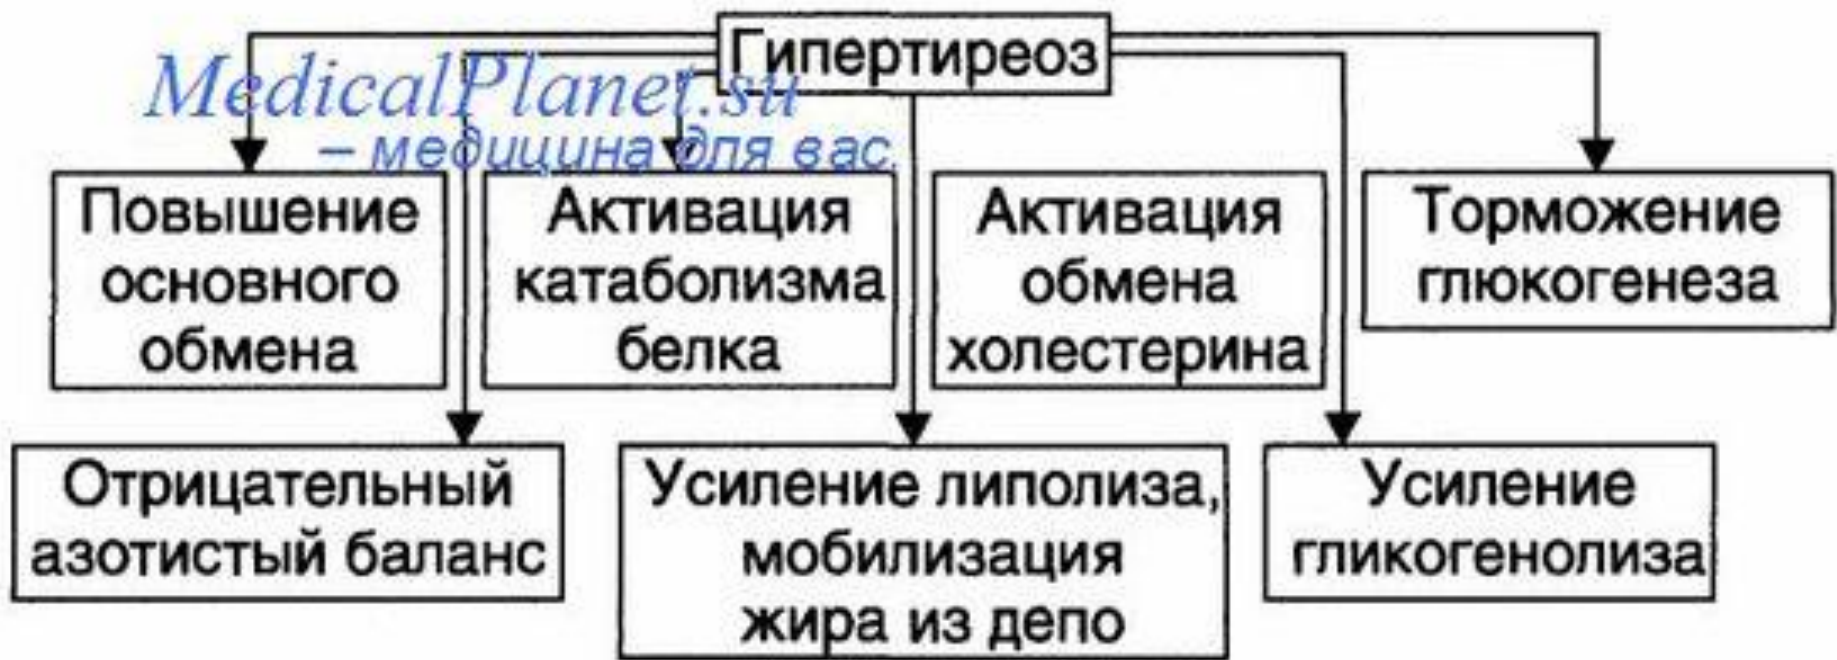 Гипертиреоз
MedicalPlanet.su
– медицина для вас.
Повышение
основного
обмена
Активация
катаболизма
белка
Активация
обмена
холестерина
Торможение
глюкогенеза
Отрицательный
азотистый баланс
Усиление липолиза,
мобилизация
жира из депо
Усиление
гликогенолиза